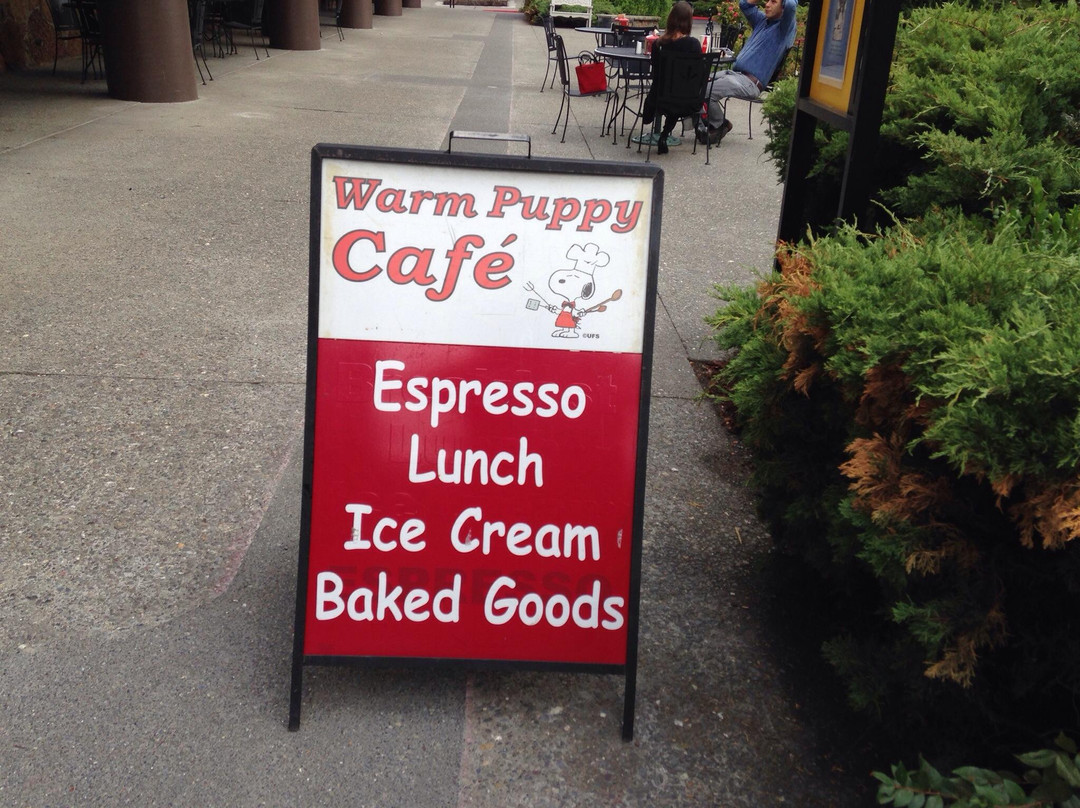 Warm Puppy
Café
©UFS
Espresso
Lunch
Ice Cream
Baked Goods